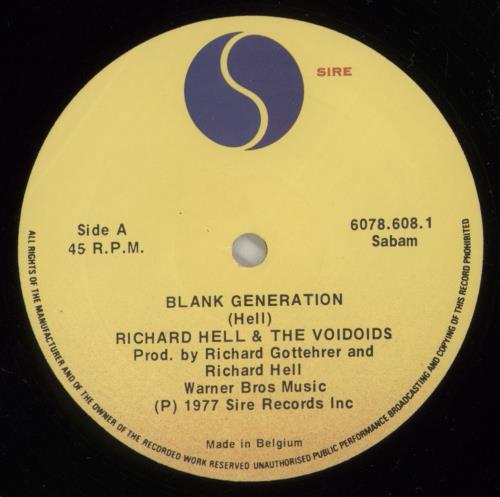 SIRE
Side A
45 R.P.M.
6078.608.1
Sabam
BLANK GENERATION
(Hell)
RICHARD HELL & THE VOIDOIDS
Prod. by Richard Gottehrer and
Richard Hell
Warner Bros Music
(P) 1977 Sire Records Inc
Made in Belgium
ALL RIGHTS OF THE MANUFACTURER AND OF THE OWNER OF THE RECORDED WORK RESERVED UNAUTHORISED PUBLIC PERFORMANCE BROADCASTING AND COPYING OF THIS RECORD PROHIBITED